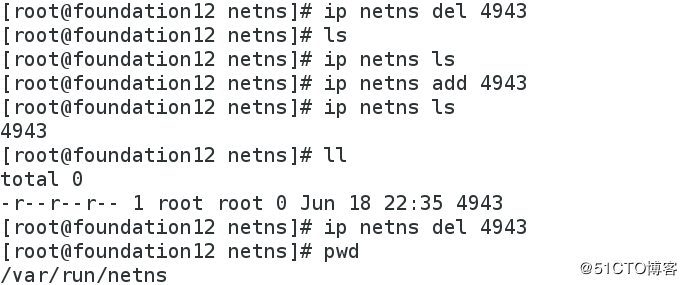 [root@foundation12 netns]# ip netns del 4943
[root@foundation12 netns]# ls
[root@foundation12 netns]# ip netns ls
[root@foundation12 netns]# ip netns add 4943
[root@foundation12 netns]# ip netns ls
4943
[root@foundation12 netns]# ll
total 0
-r--r--r-- 1 root root 0 Jun 18 22:35 4943
[root@foundation12 netns]# ip netns del 4943
[root@foundation12 netns]# pwd
/var/run/netns
@51CTO博客